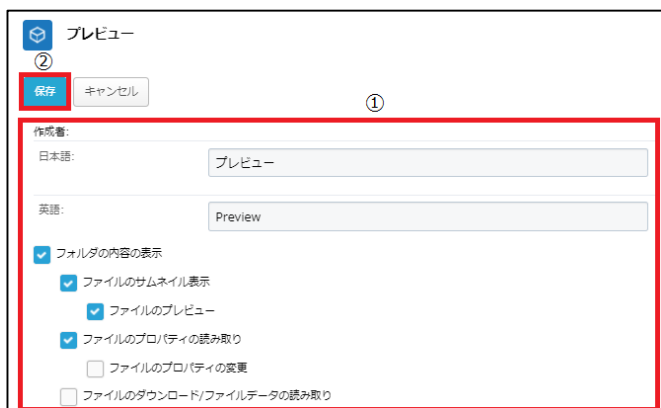 プレビュー
②
保存 キャンセル
①
作成者:
日本語: プレビュー
英語: Preview
フォルダの内容の表示
ファイルのサムネイル表示
ファイルのプレビュー
ファイルのプロパティの読み取り
ファイルのプロパティの変更
ファイルのダウンロード/ファイルデータの読み取り